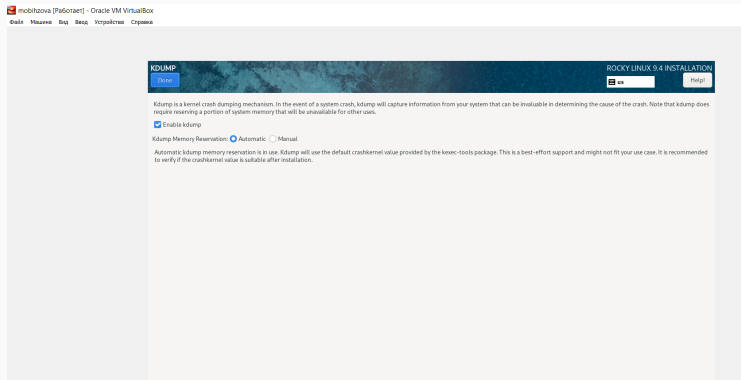 mobihzova [Работает] - Oracle VM VirtualBox
Файл Машина Вид Ввод Устройства Справка
KDUMP
ROCKY LINUX 9.4 INSTALLATION
Done
us
Help!
Kdump is a kernel crash dumping mechanism. In the event of a system crash, kdump will capture information from your system that can be invaluable in determining the cause of the crash. Note that kdump does
require reserving a portion of system memory that will be unavailable for other uses.
Enable kdump
Kdump Memory Reservation: Automatic Manual
Automatic kdump memory reservation is in use. Kdump will use the default crashkernel value provided by the kexec-tools package. This is a best-effort support and might not fit your use case. It is recommended
to verify if the crashkernel value is suitable after installation.